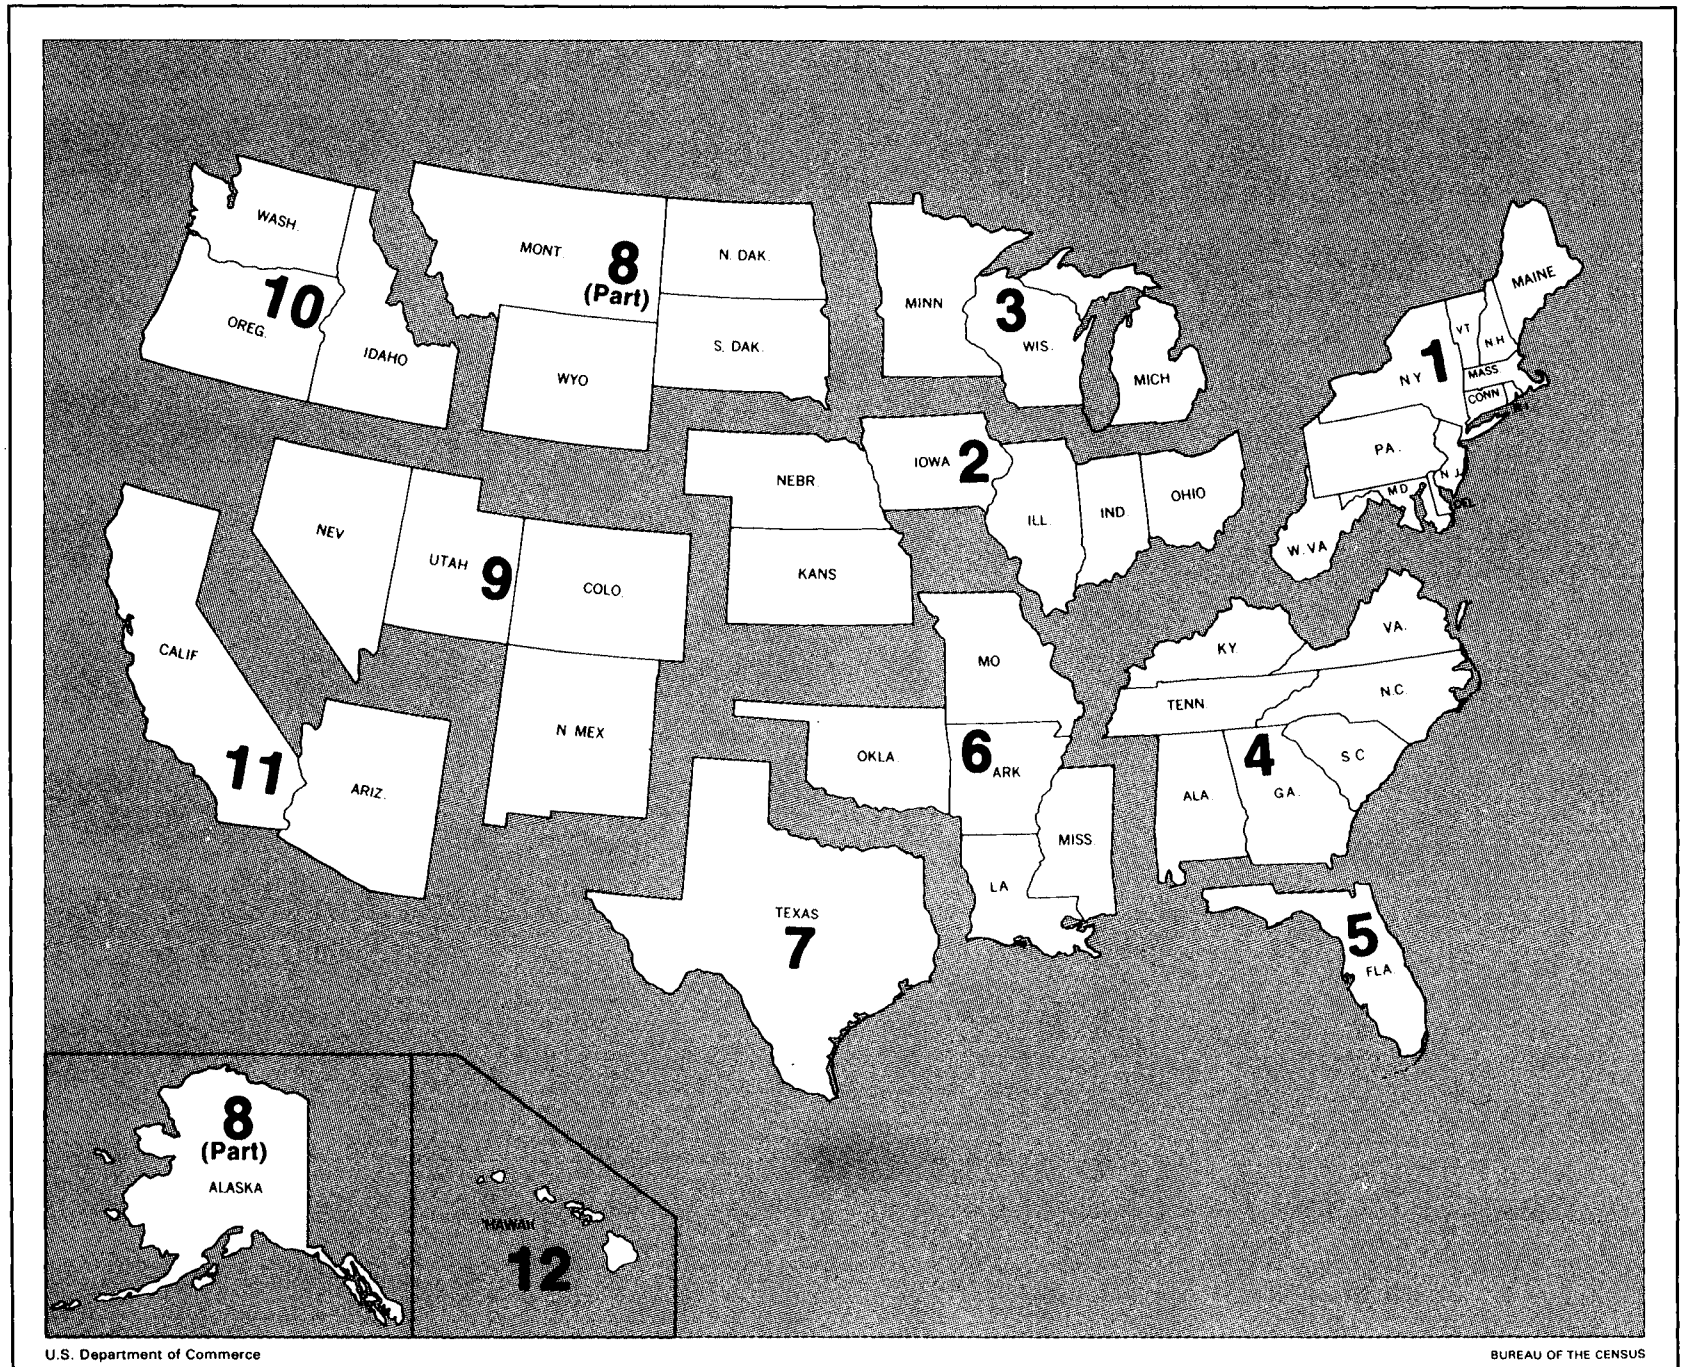 WASH.
MONT.
8
(Part)
N. DAK.
10
OREG.
IDAHO
WYO
S. DAK.
MINN
3
WIS.
MICH
MAINE
VT
N.H
N Y
1
MASS.
CONN
PA.
N.J.
MD
W.VA
NEBR.
IOWA
2
ILL.
IND.
OHIO
NEV
UTAH
9
COLO.
KANS
CALIF
11
ARIZ.
N MEX
MO
OKLA.
6
ARK
KY.
VA.
TENN.
N.C.
4
S C
ALA.
GA.
MISS.
LA
TEXAS
7
5
FLA.
8
(Part)
ALASKA
HAWAII
12
U.S. Department of Commerce
BUREAU OF THE CENSUS